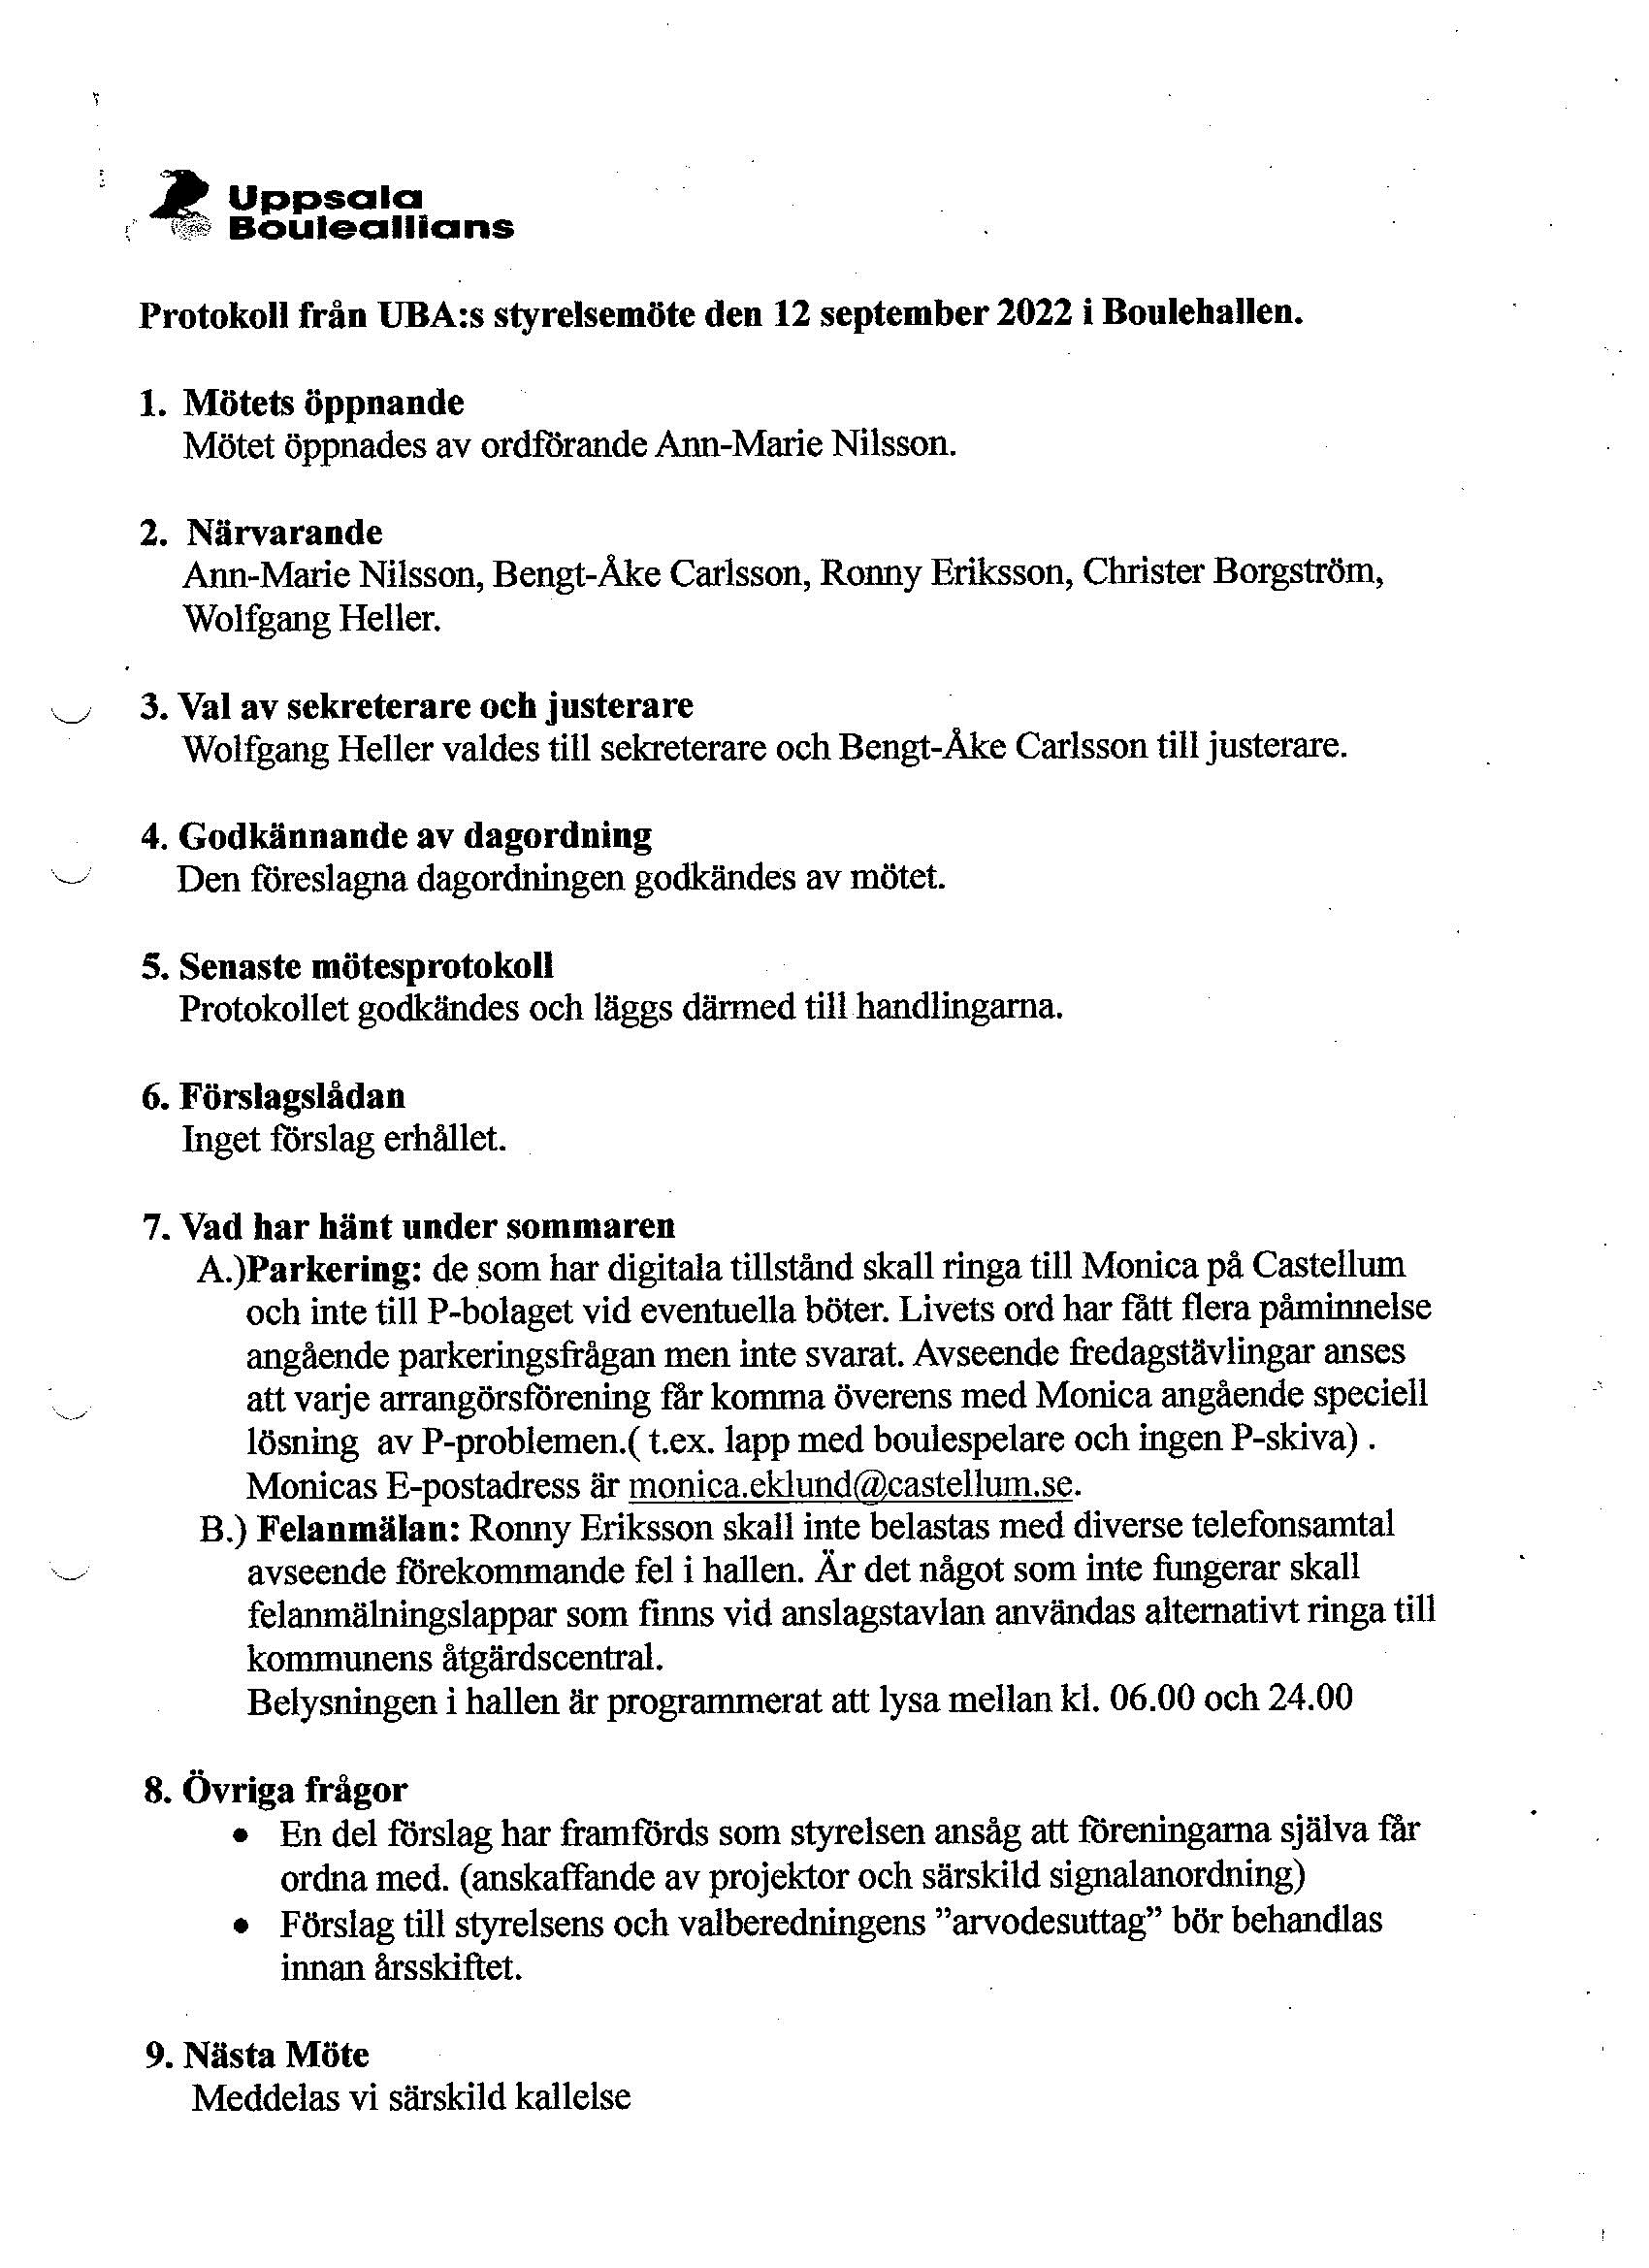 Uppsala
Bouleallians
Protokoll från UBA:s styrelsemöte den 12 september 2022 i Boulehallen.
1. Mötets öppnande
Mötet öppnades av ordförande Ann-Marie Nilsson.
2. Närvarande
Ann-Marie Nilsson, Bengt-Åke Carlsson, Ronny Eriksson, Christer Borgström,
Wolfgang Heller.
3. Val av sekreterare och justerare
Wolfgang Heller valdes till sekreterare och Bengt-Åke Carlsson till justerare.
4. Godkännande av dagordning
Den föreslagna dagordningen godkändes av mötet.
5. Senaste mötesprotokoll
Protokollet godkändes och läggs därmed till handlingarna.
6. Förslagslådan
Inget förslag erhållet.
7. Vad har hänt under sommaren
A.)Parkering: de som har digitala tillstånd skall ringa till Monica på Castellum
och inte till P-bolaget vid eventuella böter. Livets ord har fått flera påminnelse
angående parkeringsfrågan men inte svarat. Avseende fredagstävlingar anses
att varje arrangörsförening får komma överens med Monica angående speciell
lösning av P-problemen.( t.ex. lapp med boulespelare och ingen P-skiva) .
Monicas E-postadress är monica.eklund@castellum.se.
B.) Felanmälan: Ronny Eriksson skall inte belastas med diverse telefonsamtal
avseende förekommande fel i hallen. Är det något som inte fungerar skall
felanmälningslappar som finns vid anslagstavlan användas alternativt ringa till
kommunens åtgärdscentral.
Belysningen i hallen är programmerat att lysa mellan kl. 06.00 och 24.00
8. Övriga frågor
• En del förslag har framförds som styrelsen ansåg att föreningarna själva får
ordna med. (anskaffande av projektor och särskild signalanordning)
• Förslag till styrelsens och valberedningens ”arvodesuttag” bör behandlas
innan årsskiftet.
9. Nästa Möte
Meddelas vi särskild kallelse